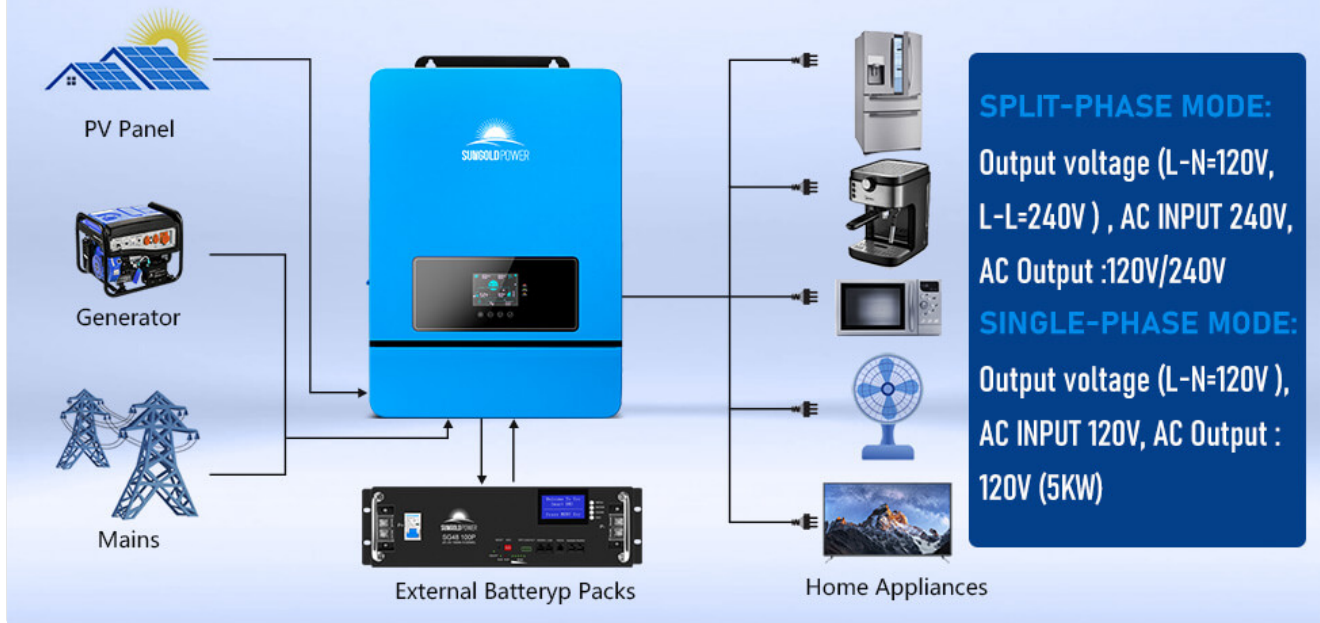 PV Panel
Generator
Mains
SUNGOLDPOWER
SUNGOLDPOWER
SG48 100P
External Batteryp Packs
Home Appliances
SPLIT-PHASE MODE:
Output voltage (L-N=120V,
L-L=240V ) , AC INPUT 240V,
AC Output :120V/240V
SINGLE-PHASE MODE:
Output voltage (L-N=120V ),
AC INPUT 120V, AC Output :
120V (5KW)